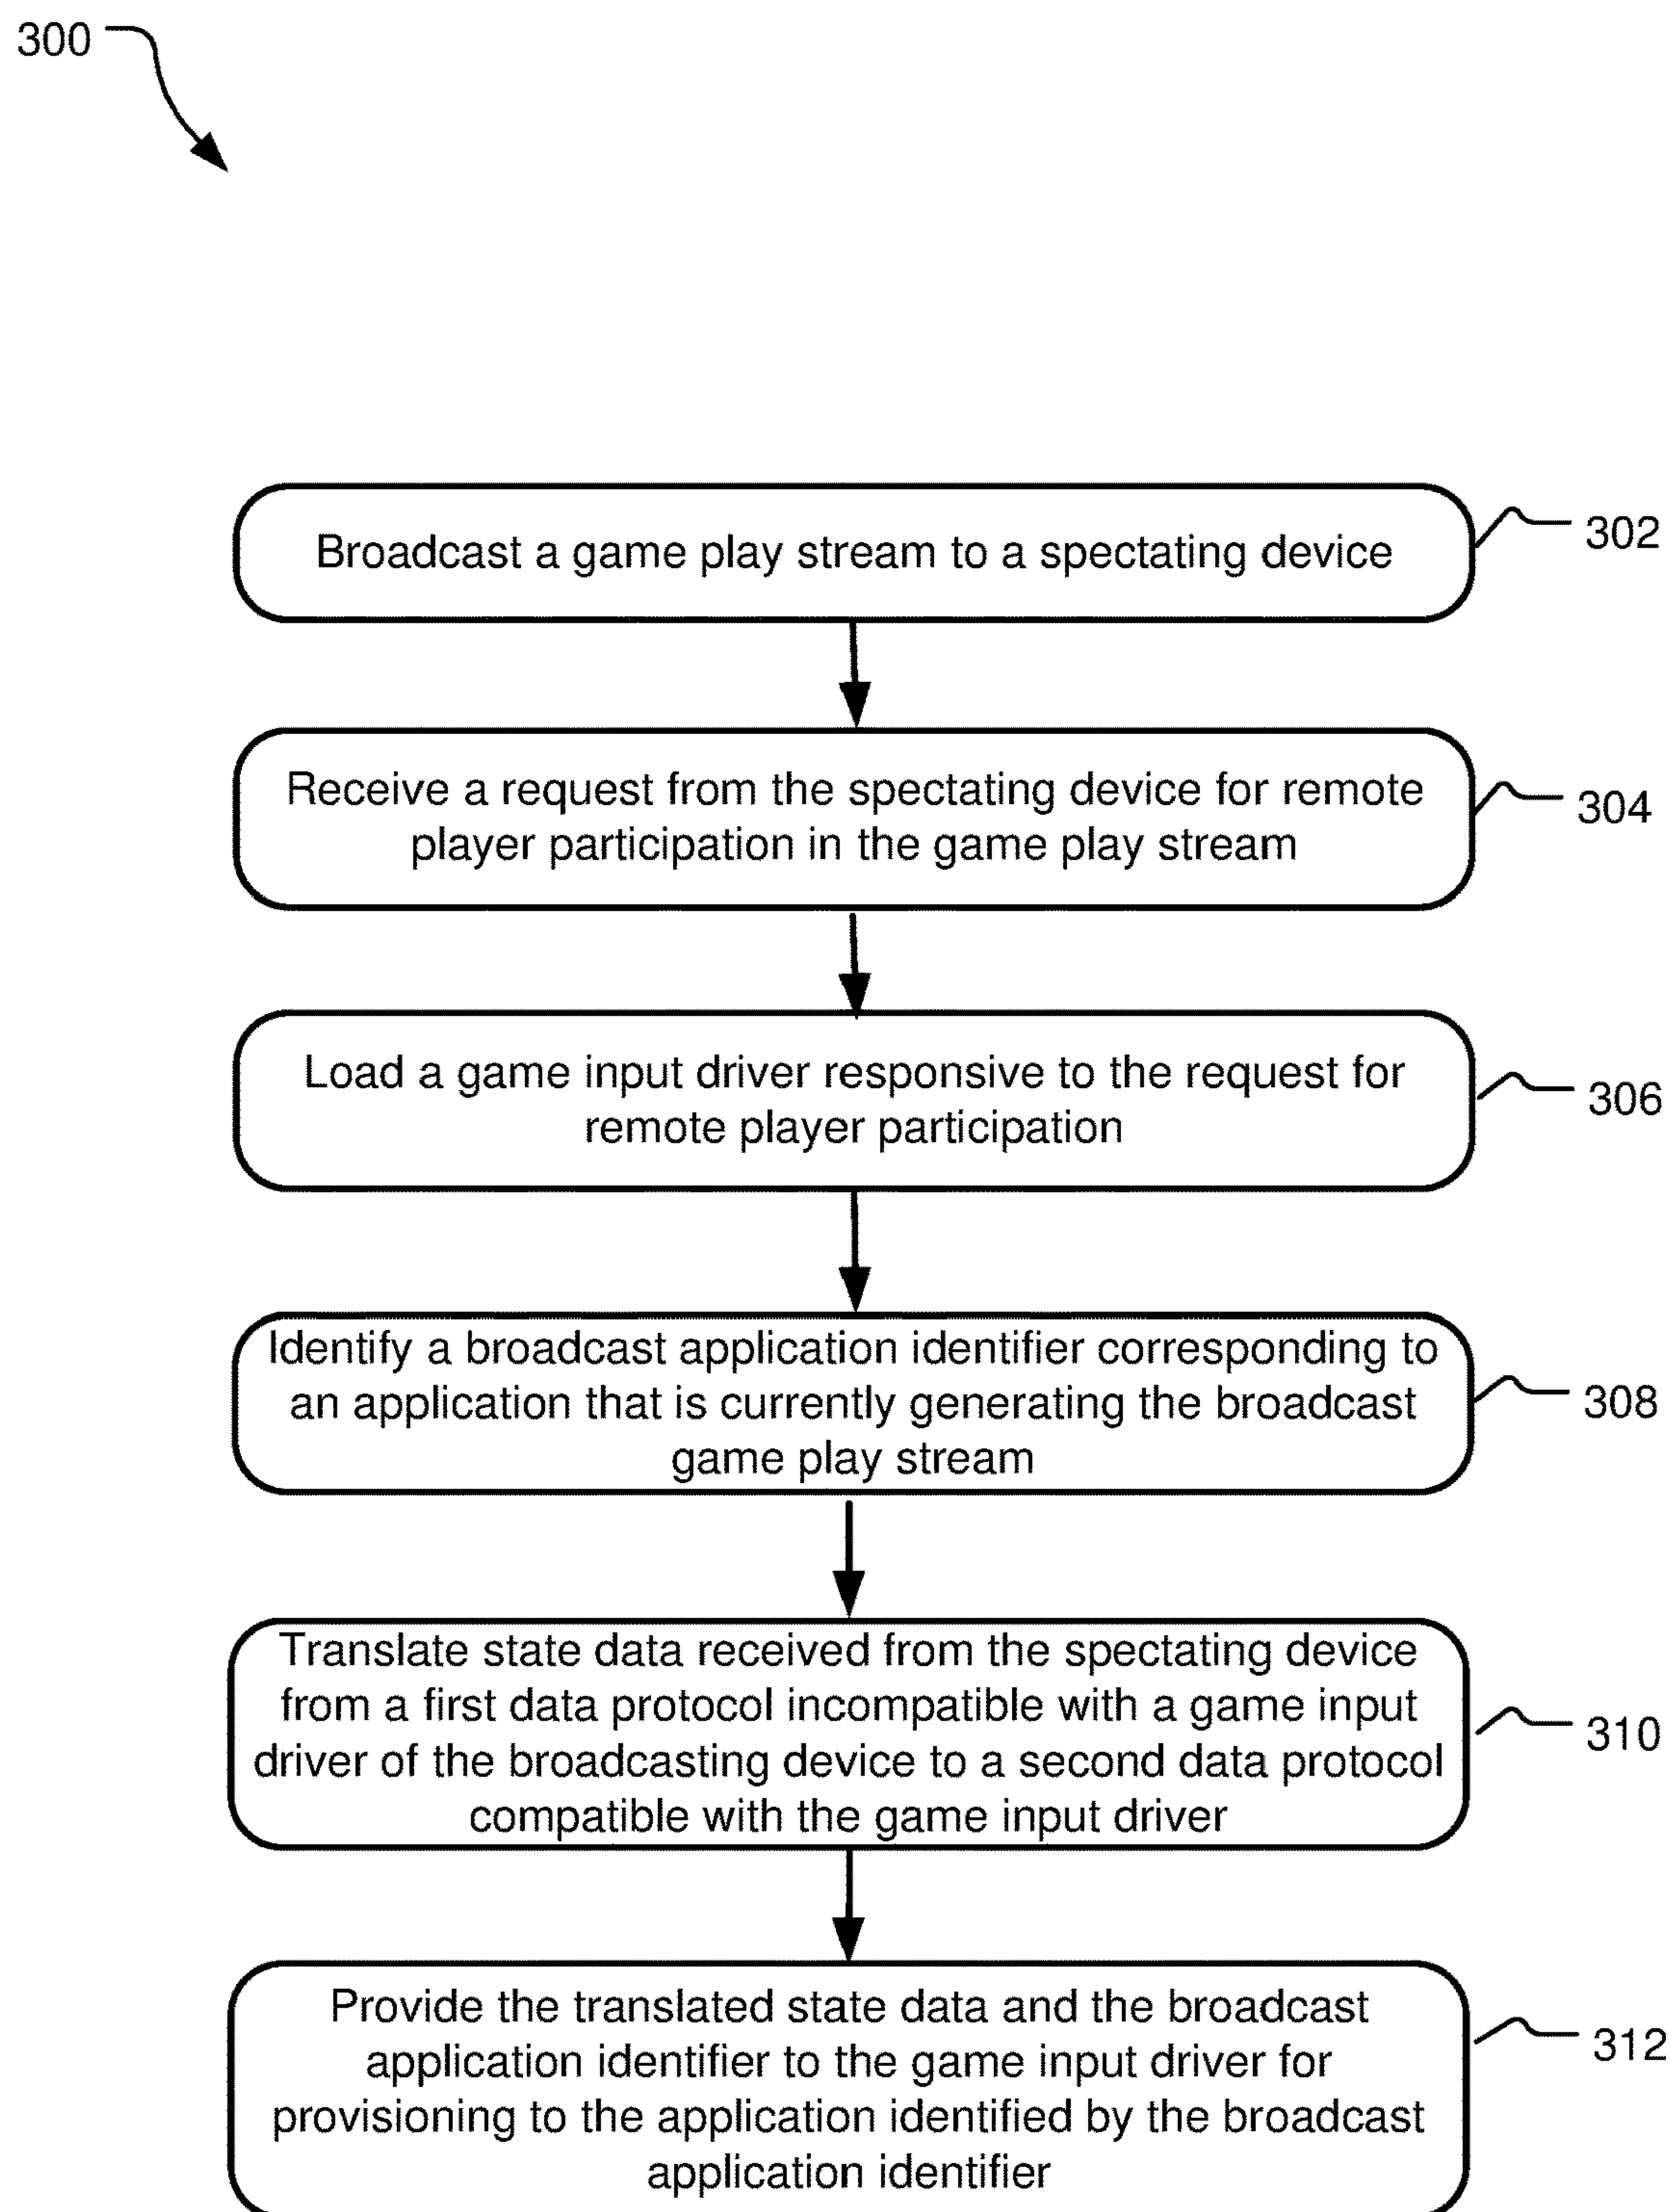 300
Broadcast a game play stream to a spectating device
302
Receive a request from the spectating device for remote
player participation in the game play stream
304
Load a game input driver responsive to the request for
remote player participation
306
Identify a broadcast application identifier corresponding to
an application that is currently generating the broadcast
game play stream
308
Translate state data received from the spectating device
from a first data protocol incompatible with a game input
driver of the broadcasting device to a second data protocol
compatible with the game input driver
310
Provide the translated state data and the broadcast
application identifier to the game input driver for
provisioning to the application identified by the broadcast
application identifier
312